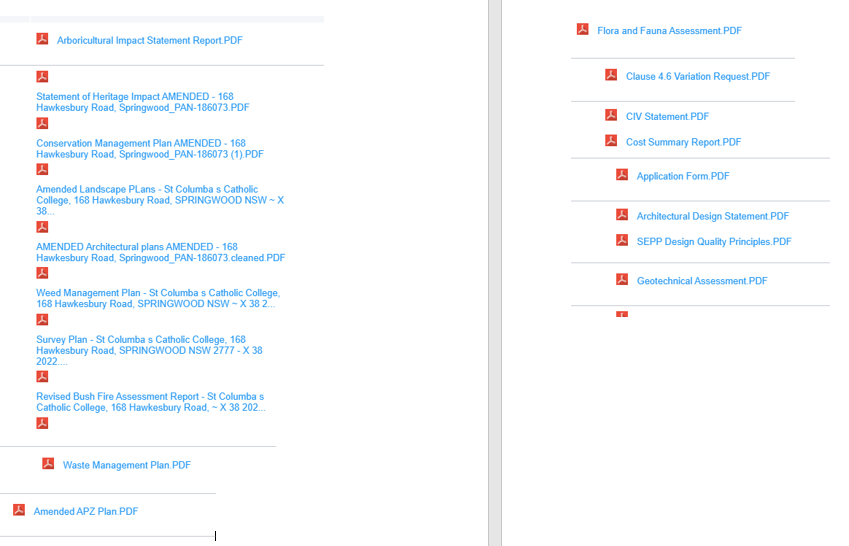 Arboricultural Impact Statement Report.PDF
Statement of Heritage Impact AMENDED - 168
Hawkesbury Road, Springwood_PAN-186073.PDF
Conservation Management Plan AMENDED - 168
Hawkesbury Road, Springwood_PAN-186073 (1).PDF
Amended Landscape PLans - St Columba s Catholic
College, 168 Hawkesbury Road, SPRINGWOOD NSW ~ X
38...
AMENDED Architectural plans AMENDED - 168
Hawkesbury Road, Springwood_PAN-186073.cleaned.PDF
Weed Management Plan - St Columba s Catholic College,
168 Hawkesbury Road, SPRINGWOOD NSW ~ X 38 2...
Survey Plan - St Columba s Catholic College, 168
Hawkesbury Road, SPRINGWOOD NSW 2777 - X 38
2022....
Revised Bush Fire Assessment Report - St Columba s
Catholic College, 168 Hawkesbury Road, ~ X 38 202...
Waste Management Plan.PDF
Amended APZ Plan.PDF
Flora and Fauna Assessment.PDF
Clause 4.6 Variation Request.PDF
CIV Statement.PDF
Cost Summary Report.PDF
Application Form.PDF
Architectural Design Statement.PDF
SEPP Design Quality Principles.PDF
Geotechnical Assessment.PDF